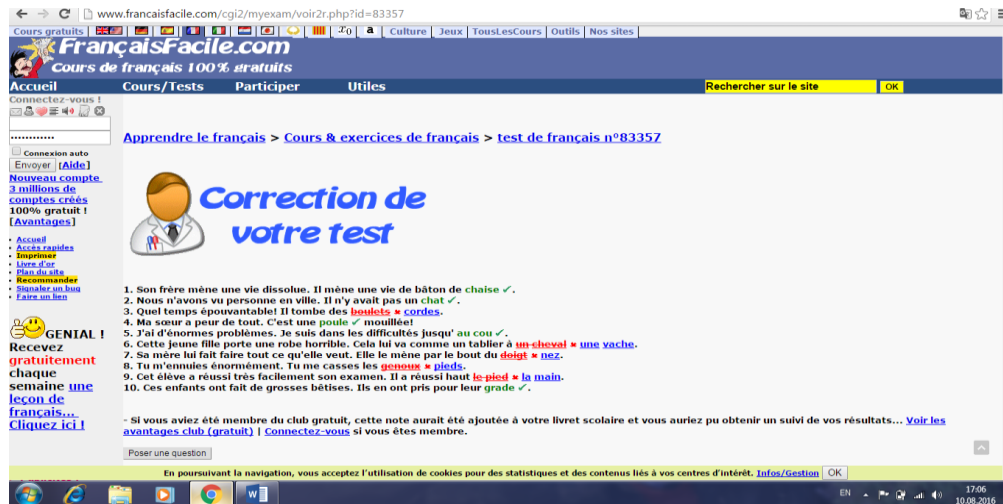 www.francaisfacile.com/cgi2/myexam/voir2r.php?id=83357
Cours gratuits a Culture Jeux TousLesCours Outils Nos sites
FrançaisFacile.com
Cours de français 100% gratuits
Accueil Cours/Tests Participer Utiles Rechercher sur le site OK
Connectez-vous !
Connexion auto
Envoyer [Aide]
Nouveau compte
3 millions de
comptes créés
100% gratuit !
[Avantages]
Accueil
Accès rapides
Imprimer
Livre d'or
Plan du site
Recommander
Signaler un bug
Faire un lien
GENIAL !
Recevez
gratuitement
chaque
semaine une
leçon de
français...
Cliquez ici !
Apprendre le français > Cours & exercices de français > test de français n°83357
Correction de
votre test
1. Son frère mène une vie dissolue. Il mène une vie de bâton de chaise ✓.
2. Nous n'avons vu personne en ville. Il n'y avait pas un chat ✓.
3. Quel temps épouvantable! Il tombe des boulets × cordes.
4. Ma sœur a peur de tout. C'est une poule ✓ mouillée!
5. J'ai d'énormes problèmes. Je suis dans les difficultés jusqu' au cou ✓.
6. Cette jeune fille porte une robe horrible. Cela lui va comme un tablier à un cheval × une vache.
7. Sa mère lui fait faire tout ce qu'elle veut. Elle le mène par le bout du doigt × nez.
8. Tu m'ennuies énormément. Tu me casses les genoux × pieds.
9. Cet élève a réussi très facilement son examen. Il a réussi haut le pied × la main.
10. Ces enfants ont fait de grosses bêtises. Ils en ont pris pour leur grade ✓.
- Si vous aviez été membre du club gratuit, cette note aurait été ajoutée à votre livret scolaire et vous auriez pu obtenir un suivi de vos résultats... Voir les
avantages club (gratuit) | Connectez-vous si vous êtes membre.
Poser une question
En poursuivant la navigation, vous acceptez l'utilisation de cookies pour des statistiques et des contenus liés à vos centres d'intérêt. Infos/Gestion OK
EN 17:06
10.08.2016